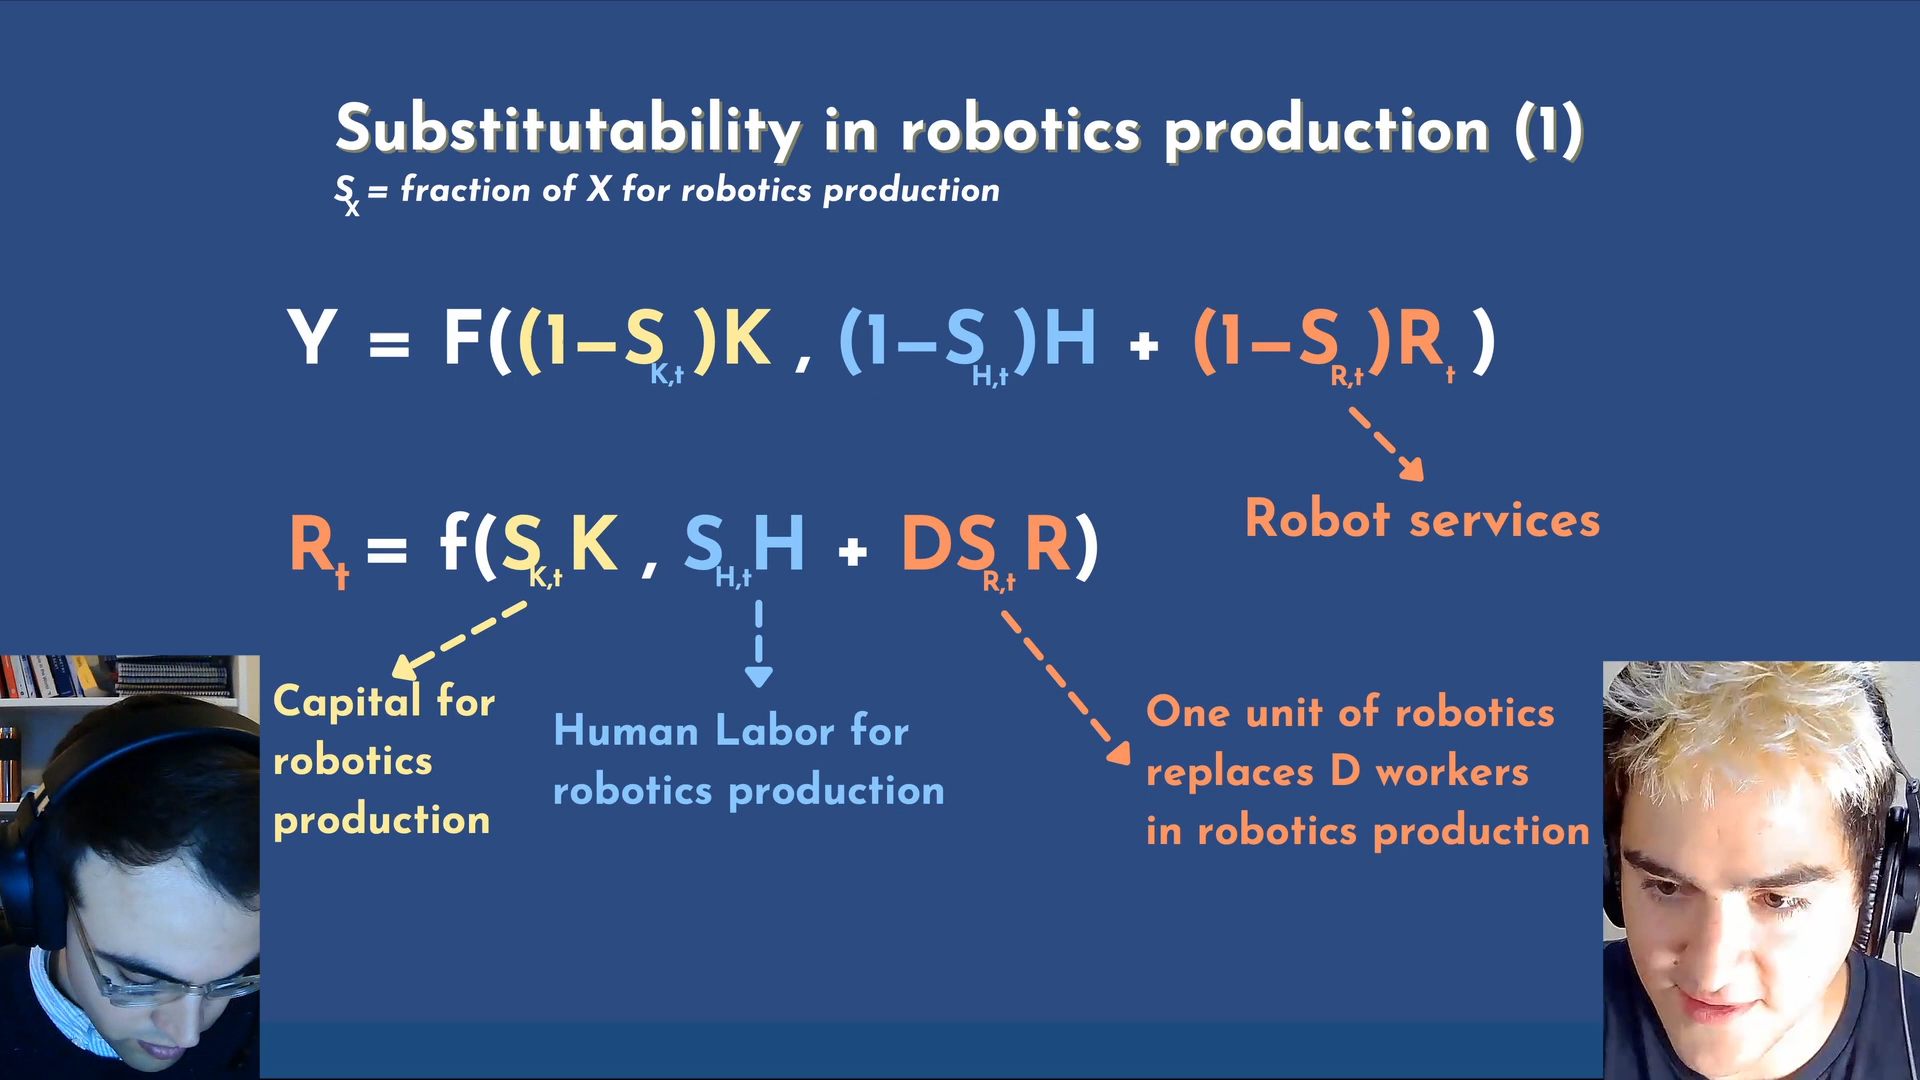 Substitutability in robotics production (1)
S_X = fraction of X for robotics production
Y = F((1–S_K,t)K , (1–S_H,t)H + (1–S_R,t)R_t )
Robot services
R_t = f(S_K,t K , S_H,t H + DS_R,t R)
Capital for
robotics
production
Human Labor for
robotics production
One unit of robotics
replaces D workers
in robotics production